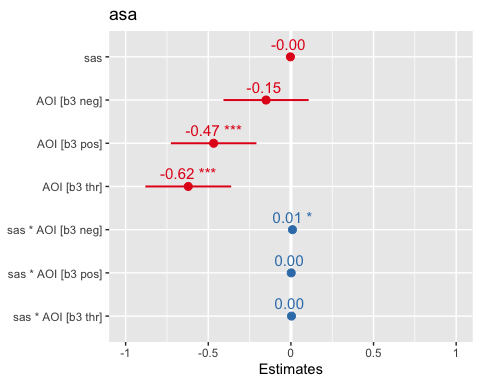 asa
sas
-0.00
AOI [b3 neg]
-0.15
AOI [b3 pos]
-0.47 ***
AOI [b3 thr]
-0.62 ***
sas * AOI [b3 neg]
0.01 *
sas * AOI [b3 pos]
0.00
sas * AOI [b3 thr]
0.00
-1 -0.5 0 0.5 1
Estimates